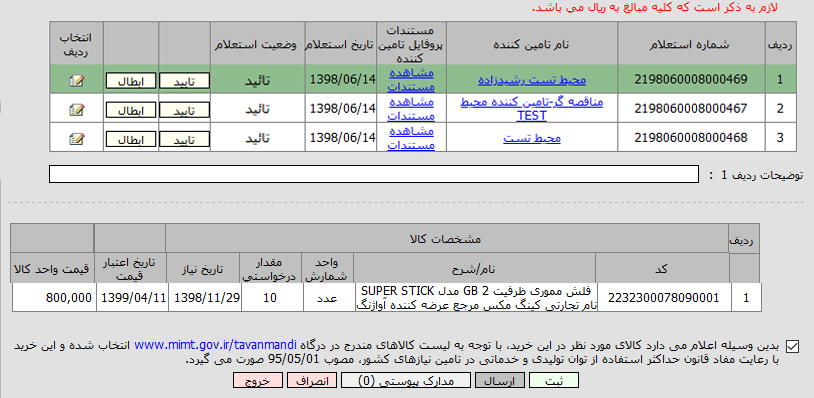 لازم به ذکر است که کلیه مبالغ به ریال می باشد.
ردیف شماره استعلام نام تامین کننده مستندات پروفایل تامین کننده تاریخ استعلام وضعیت استعلام انتخاب ردیف
1 2198060008000469 محیط تست رشیدزاده مشاهده مستندات 1398/06/14 تائید تایید ابطال
2 2198060008000467 مناقصه گر-تامین کننده محیط TEST مشاهده مستندات 1398/06/14 تائید تایید ابطال
3 2198060008000468 محیط تست مشاهده مستندات 1398/06/14 تائید تایید ابطال
توضیحات ردیف 1 :
ردیف مشخصات کالا
کد نام/شرح واحد شمارش مقدار درخواستی تاریخ نیاز تاریخ اعتبار قیمت قیمت واحد کالا
1 2232300078090001 فلش مموری ظرفیت GB 2 مدل SUPER STICK نام تجارتی کینگ مکس مرجع عرضه کننده آواژنگ عدد 10 1398/11/29 1399/04/11 800,000
بدین وسیله اعلام می دارد کالای مورد نظر در این خرید، با توجه به لیست کالاهای مندرج در درگاه www.mimt.gov.ir/tavanmandi انتخاب شده و این خرید
با رعایت مفاد قانون حداکثر استفاده از توان تولیدی و خدماتی در تامین نیازهای کشور، مصوب 95/05/01 صورت می گیرد.
ثبت ارسال مدارک پیوستی (0) انصراف خروج